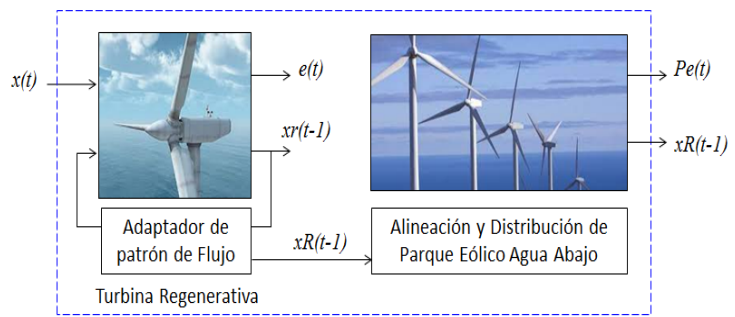 x(t)
e(t)
xr(t-1)
Pe(t)
xR(t-1)
Adaptador de
patrón de Flujo
xR(t-1)
Alineación y Distribución de
Parque Eólico Agua Abajo
Turbina Regenerativa